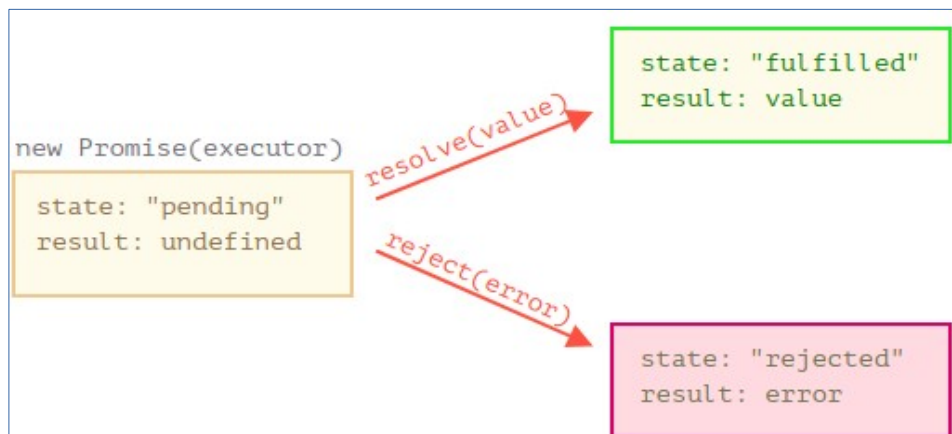 new Promise(executor)
state: "pending"
result: undefined
resolve(value)
reject(error)
state: "fulfilled"
result: value
state: "rejected"
result: error